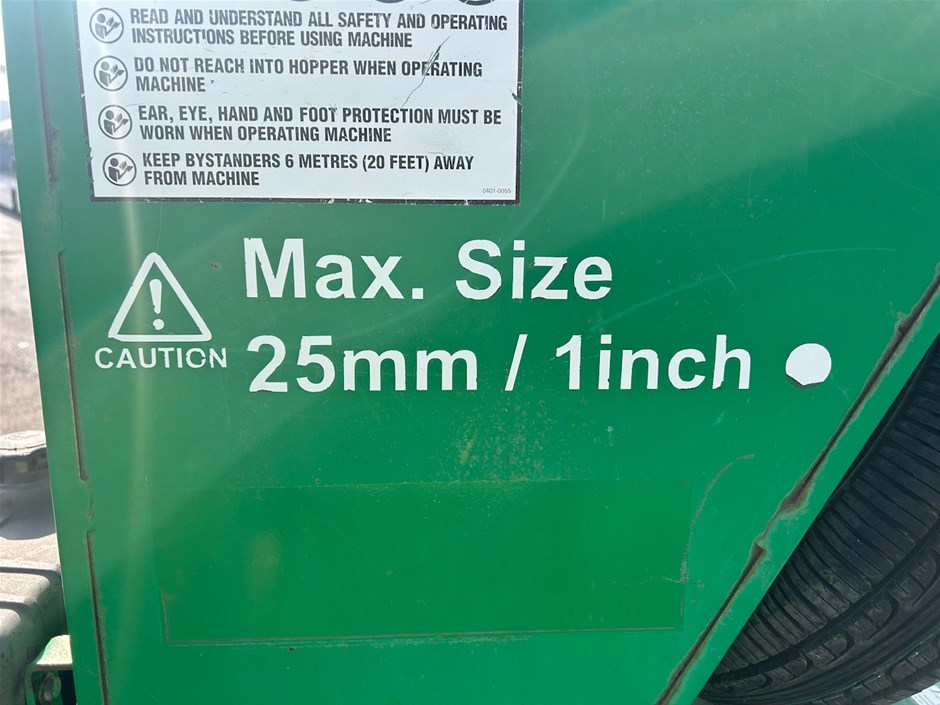 READ AND UNDERSTAND ALL SAFETY AND OPERATING
INSTRUCTIONS BEFORE USING MACHINE
DO NOT REACH INTO HOPPER WHEN OPERATING
MACHINE
EAR, EYE, HAND AND FOOT PROTECTION MUST BE
WORN WHEN OPERATING MACHINE
KEEP BYSTANDERS 6 METRES (20 FEET) AWAY
FROM MACHINE
0401-0055
Max. Size
CAUTION
25mm / 1inch